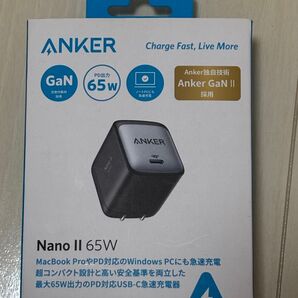 ANKER
Charge Fast, Live More
GaN
PD出力
65W
Anker独自技術
Anker GaN II
採用
ANKER
Nano II 65W
MacBook ProやPD対応のWindows PCにも急速充電
超コンパクト設計と高い安全基準を両立した
最大65W出力のPD対応USB-C急速充電器